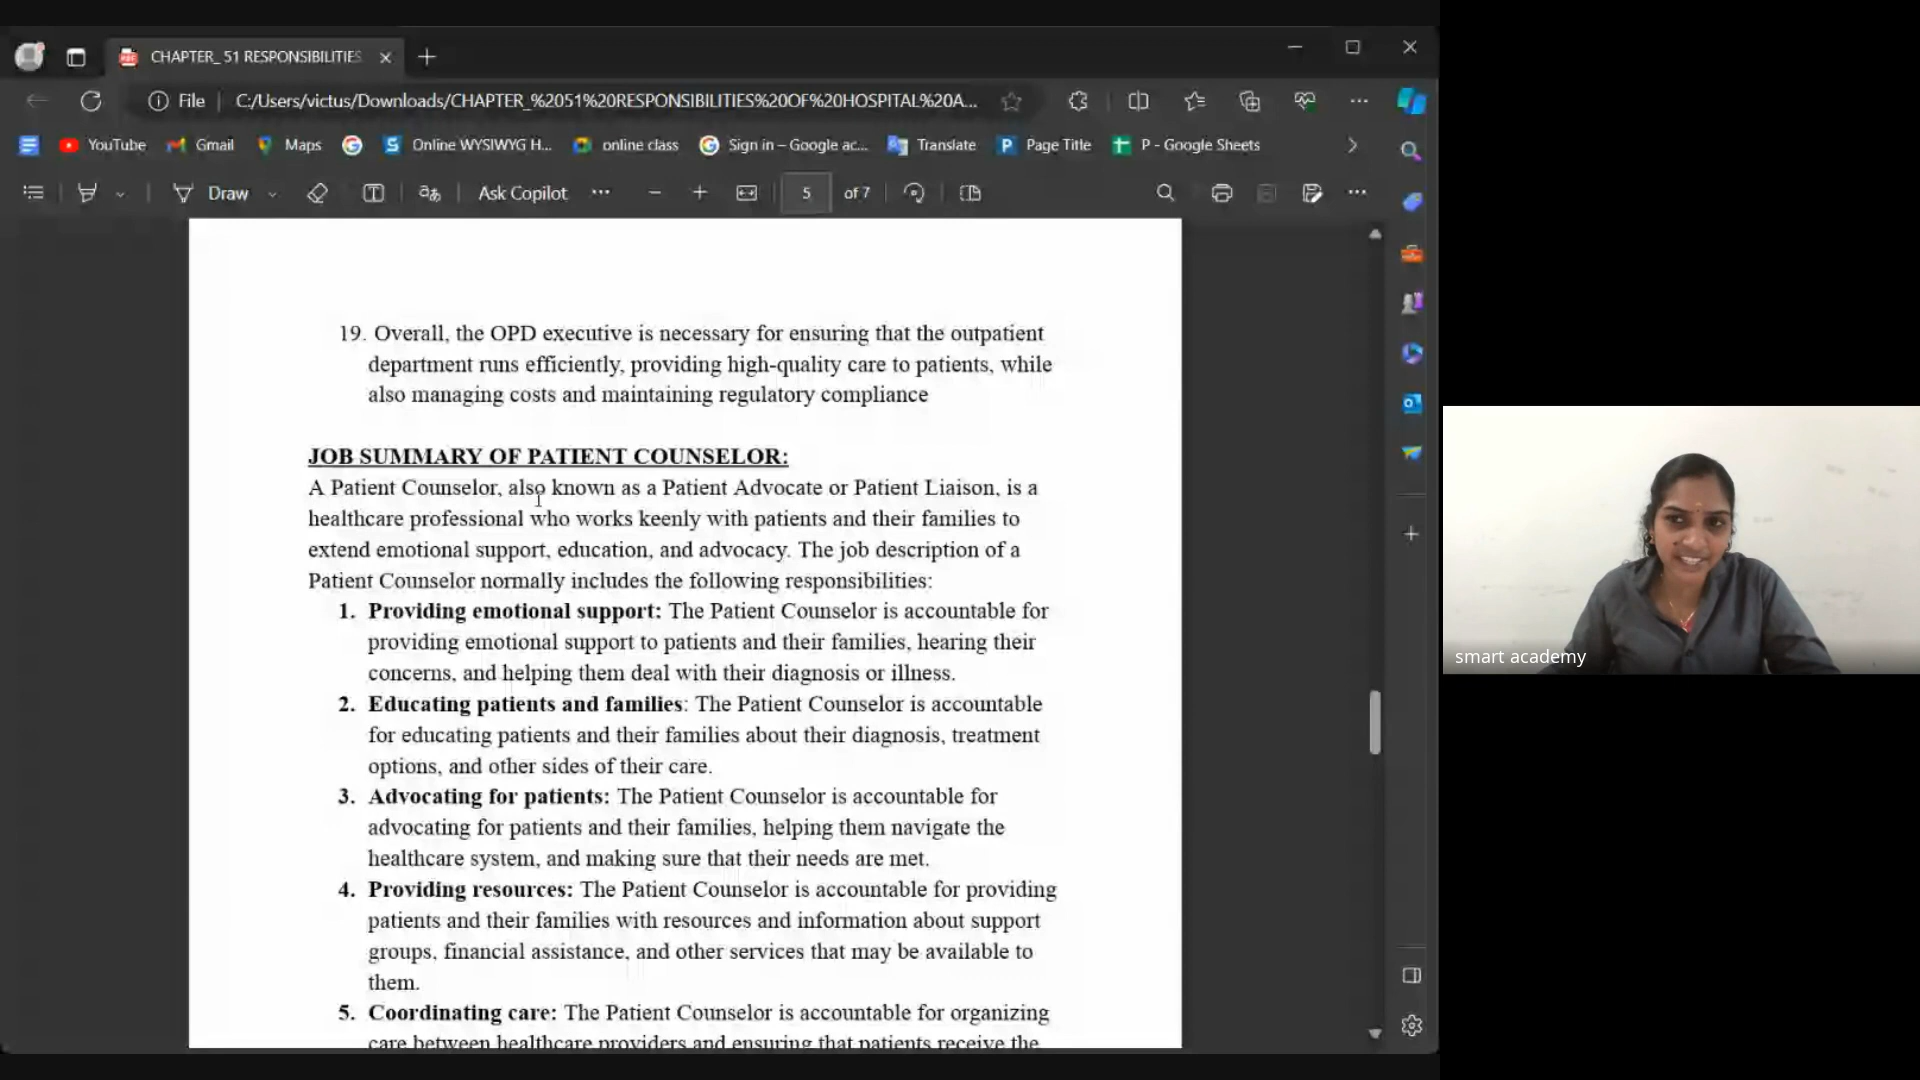 CHAPTER_ 51 RESPONSIBILITIES
File
C:/Users/victus/Downloads/CHAPTER_%2051%20RESPONSIBILITIES%20OF%20HOSPITAL%20A...
YouTube
Gmail
Maps
Online WYSIWYG H...
online class
Sign in – Google ac...
Translate
Page Title
P - Google Sheets
Draw
Ask Copilot
5 of 7
19. Overall, the OPD executive is necessary for ensuring that the outpatient
department runs efficiently, providing high-quality care to patients, while
also managing costs and maintaining regulatory compliance
JOB SUMMARY OF PATIENT COUNSELOR:
A Patient Counselor, also known as a Patient Advocate or Patient Liaison, is a
healthcare professional who works keenly with patients and their families to
extend emotional support, education, and advocacy. The job description of a
Patient Counselor normally includes the following responsibilities:
1. Providing emotional support: The Patient Counselor is accountable for
providing emotional support to patients and their families, hearing their
concerns, and helping them deal with their diagnosis or illness.
2. Educating patients and families: The Patient Counselor is accountable
for educating patients and their families about their diagnosis, treatment
options, and other sides of their care.
3. Advocating for patients: The Patient Counselor is accountable for
advocating for patients and their families, helping them navigate the
healthcare system, and making sure that their needs are met.
4. Providing resources: The Patient Counselor is accountable for providing
patients and their families with resources and information about support
groups, financial assistance, and other services that may be available to
them.
5. Coordinating care: The Patient Counselor is accountable for organizing
care between healthcare providers and ensuring that patients receive the
smart academy